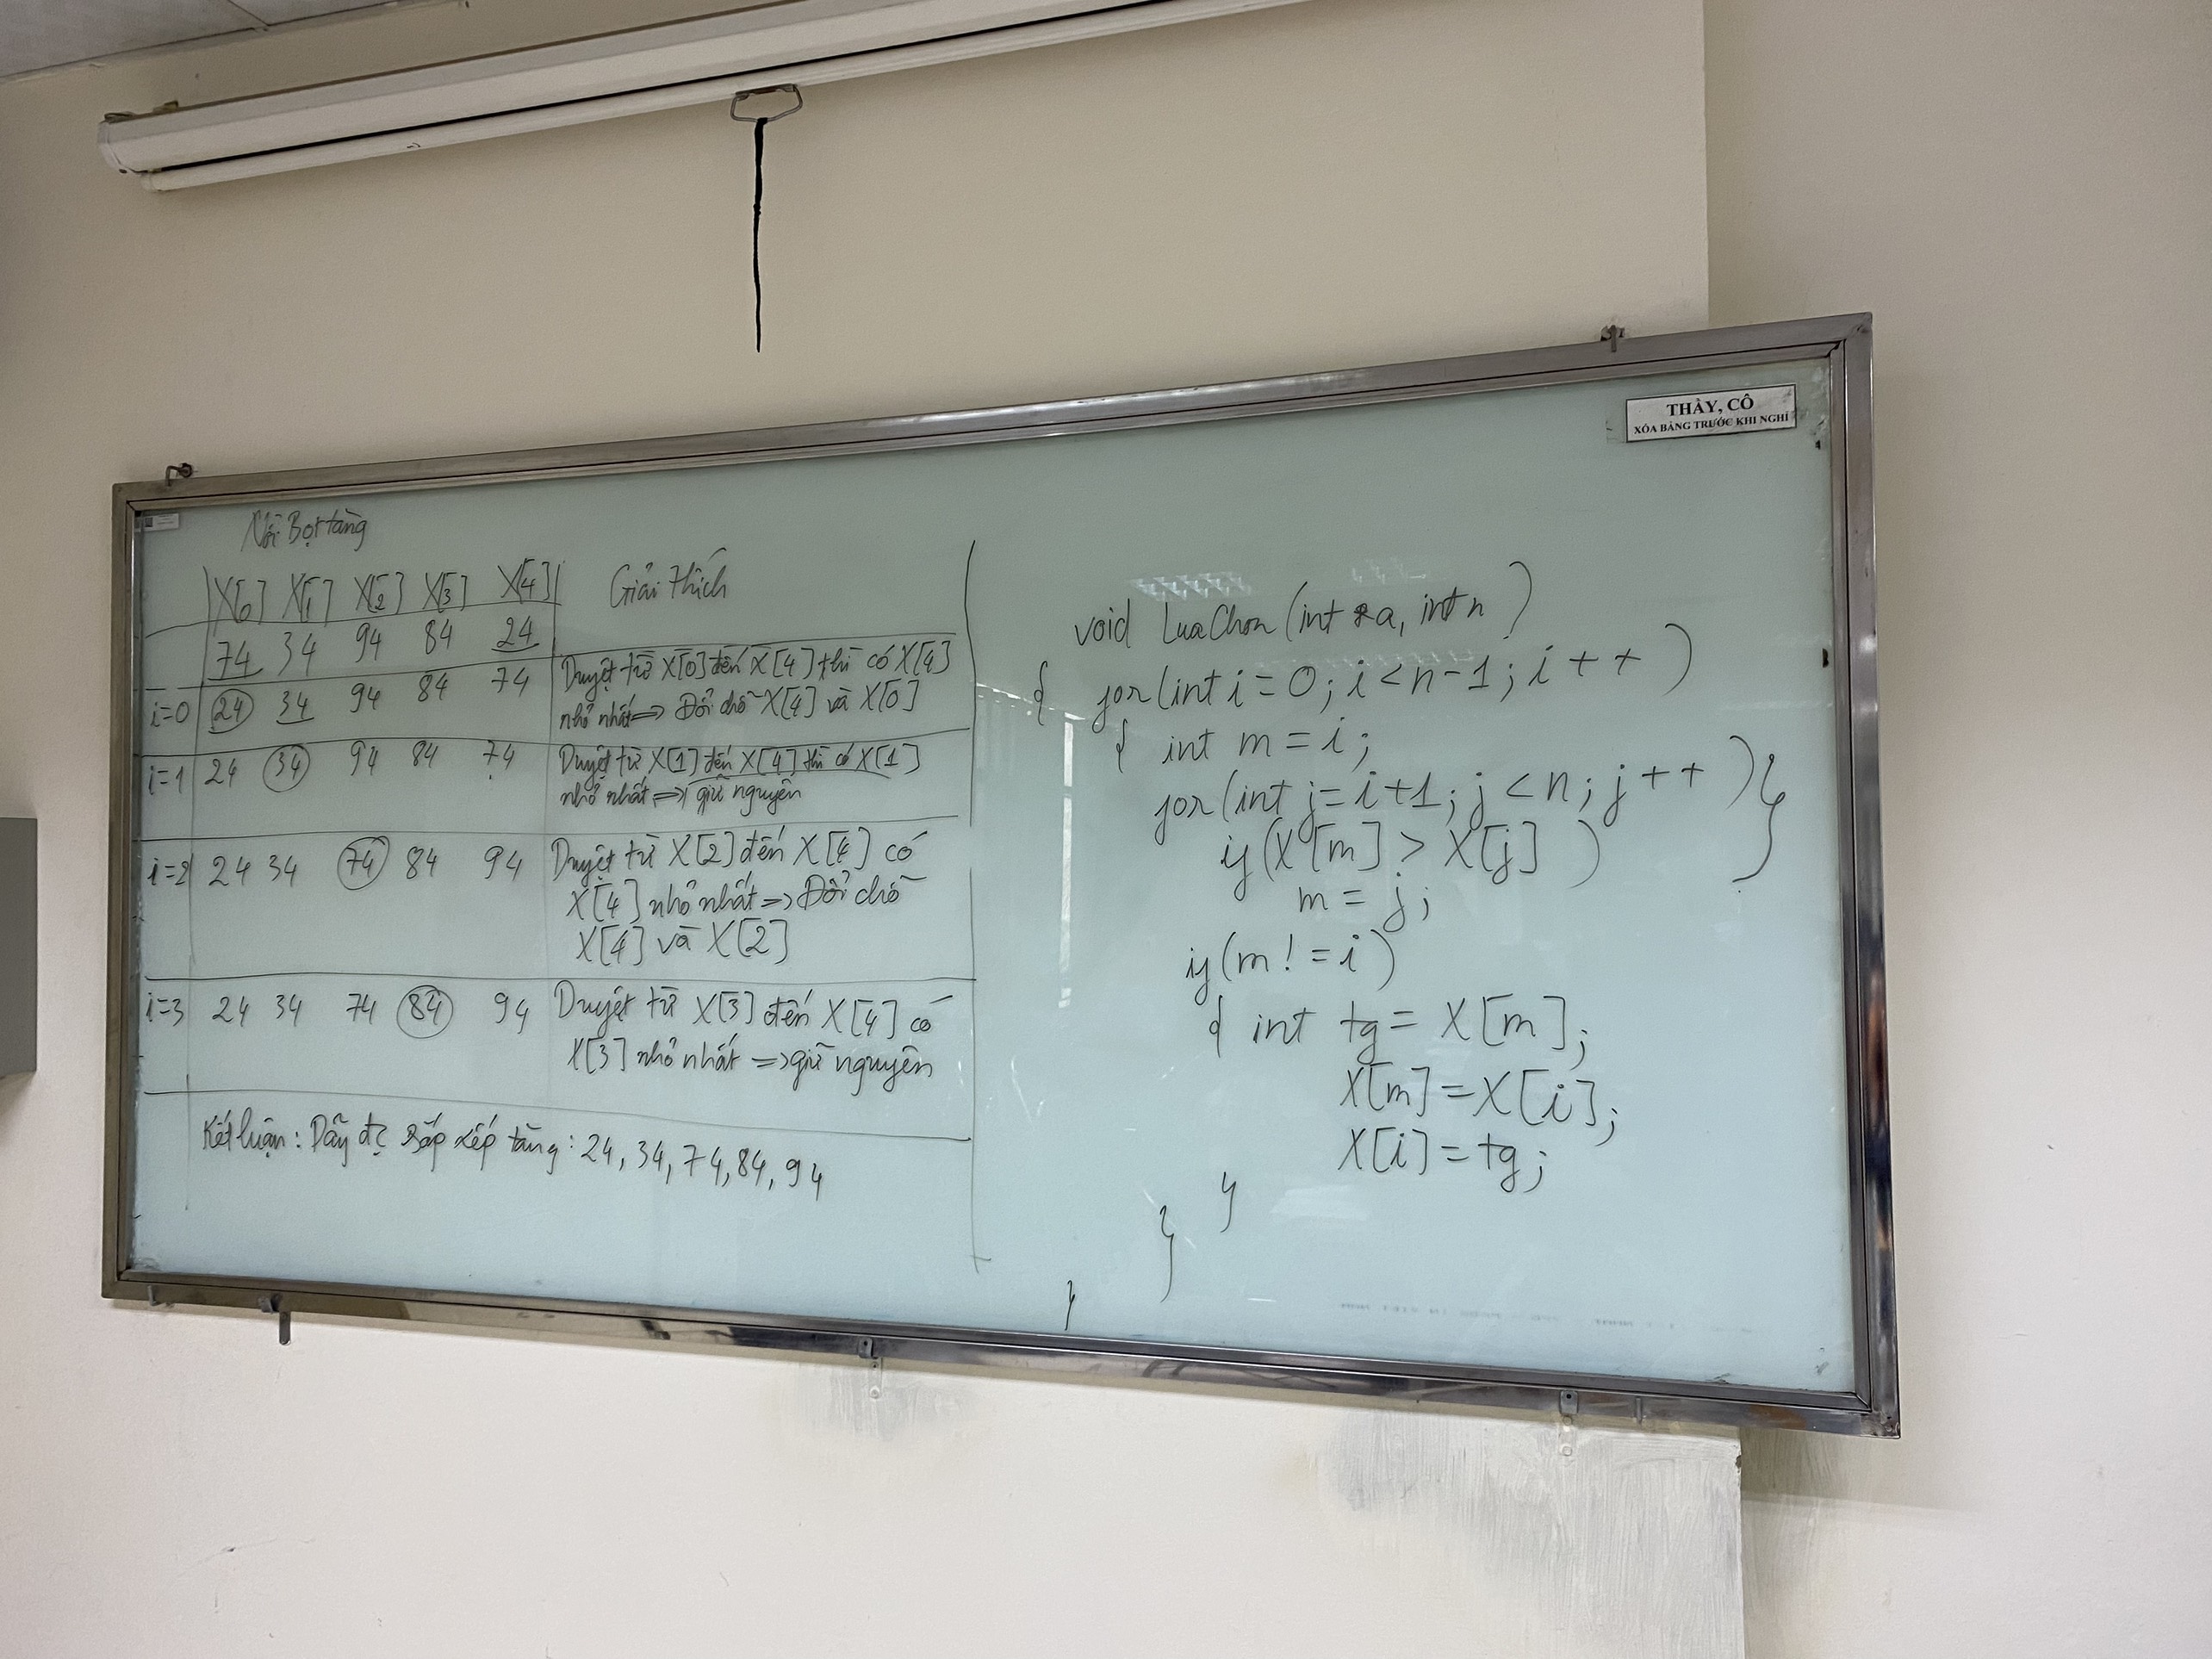 THẦY, CÔ
XÓA BẢNG TRƯỚC KHI NGHỈ
Nổi Bọt tăng
X[0] X[1] X[2] X[3] X[4] Giải thích
74 34 94 84 24
i=0 24 34 94 84 74 Duyệt từ X[0] đến X[4] thì có X[4]
nhỏ nhất => Đổi chỗ X[4] và X[0]
i=1 24 34 94 84 74 Duyệt từ X[1] đến X[4] thì có X[1]
nhỏ nhất => giữ nguyên
i=2 24 34 74 84 94 Duyệt từ X[2] đến X[4] có
X[4] nhỏ nhất => Đổi chỗ
X[4] và X[2]
i=3 24 34 74 84 94 Duyệt từ X[3] đến X[4] có
X[3] nhỏ nhất => giữ nguyên
Kết luận: Dãy đc sắp xếp tăng: 24, 34, 74, 84, 94
void LuaChon (int *a, int n)
{ for(int i=0; i<n-1; i++)
{ int m=i;
for(int j=i+1; j<n; j++){
if(X[m] > X[j])
m = j; }
if(m!=i)
{ int tg= X[m];
X[m]=X[i];
X[i]=tg;
}
}
}